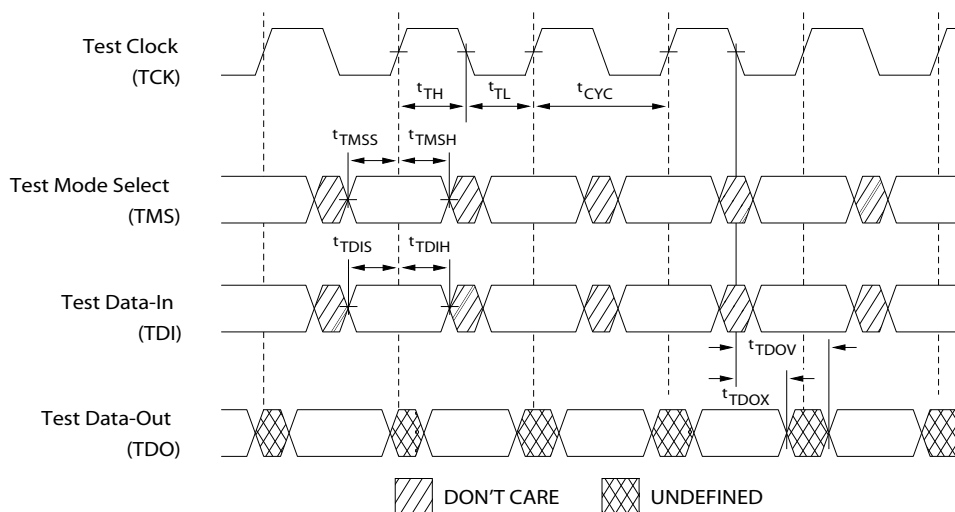 Test Clock
(TCK)
tTH
tTL
tCYC
tTMSS
tTMSH
Test Mode Select
(TMS)
tTDIS
tTDIH
Test Data-In
(TDI)
tTDOV
tTDOX
Test Data-Out
(TDO)
DON'T CARE
UNDEFINED